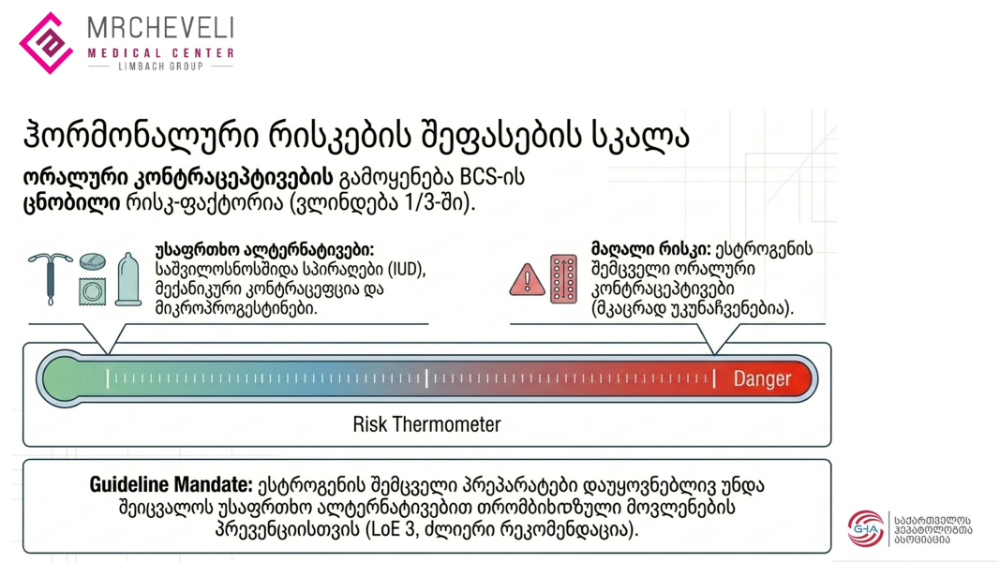 MRCHEVELI
MEDICAL CENTER
LIMBACH GROUP
ჰორმონალური რისკების შეფასების სკალა
ორალური კონტრაცეპტივების გამოყენება BCS-ის
ცნობილი რისკ-ფაქტორია (ვლინდება 1/3-ში).
უსაფრთხო ალტერნატივები:
საშვილოსნოსშიდა სპირაღები (IUD),
მექანიკური კონტრაცეფცია და
მიკროპროგესტინები.
მაღალი რისკი: ესტროგენის
შემცველი ორალური
კონტრაცეპტივები
(მკაცრად უკუნაჩვენებია).
Danger
Risk Thermometer
Guideline Mandate: ესტროგენის შემცველი პრეპარატები დაუყოვნებლივ უნდა
შეიცვალოს უსაფრთხო ალტერნატივებით მოვლენების
პრევენციისთვის (LoE 3, ძლიერი რეკომენდაცია).
GHA
საქართველოს
ჰეპატოლოგთა
ასოციაცია